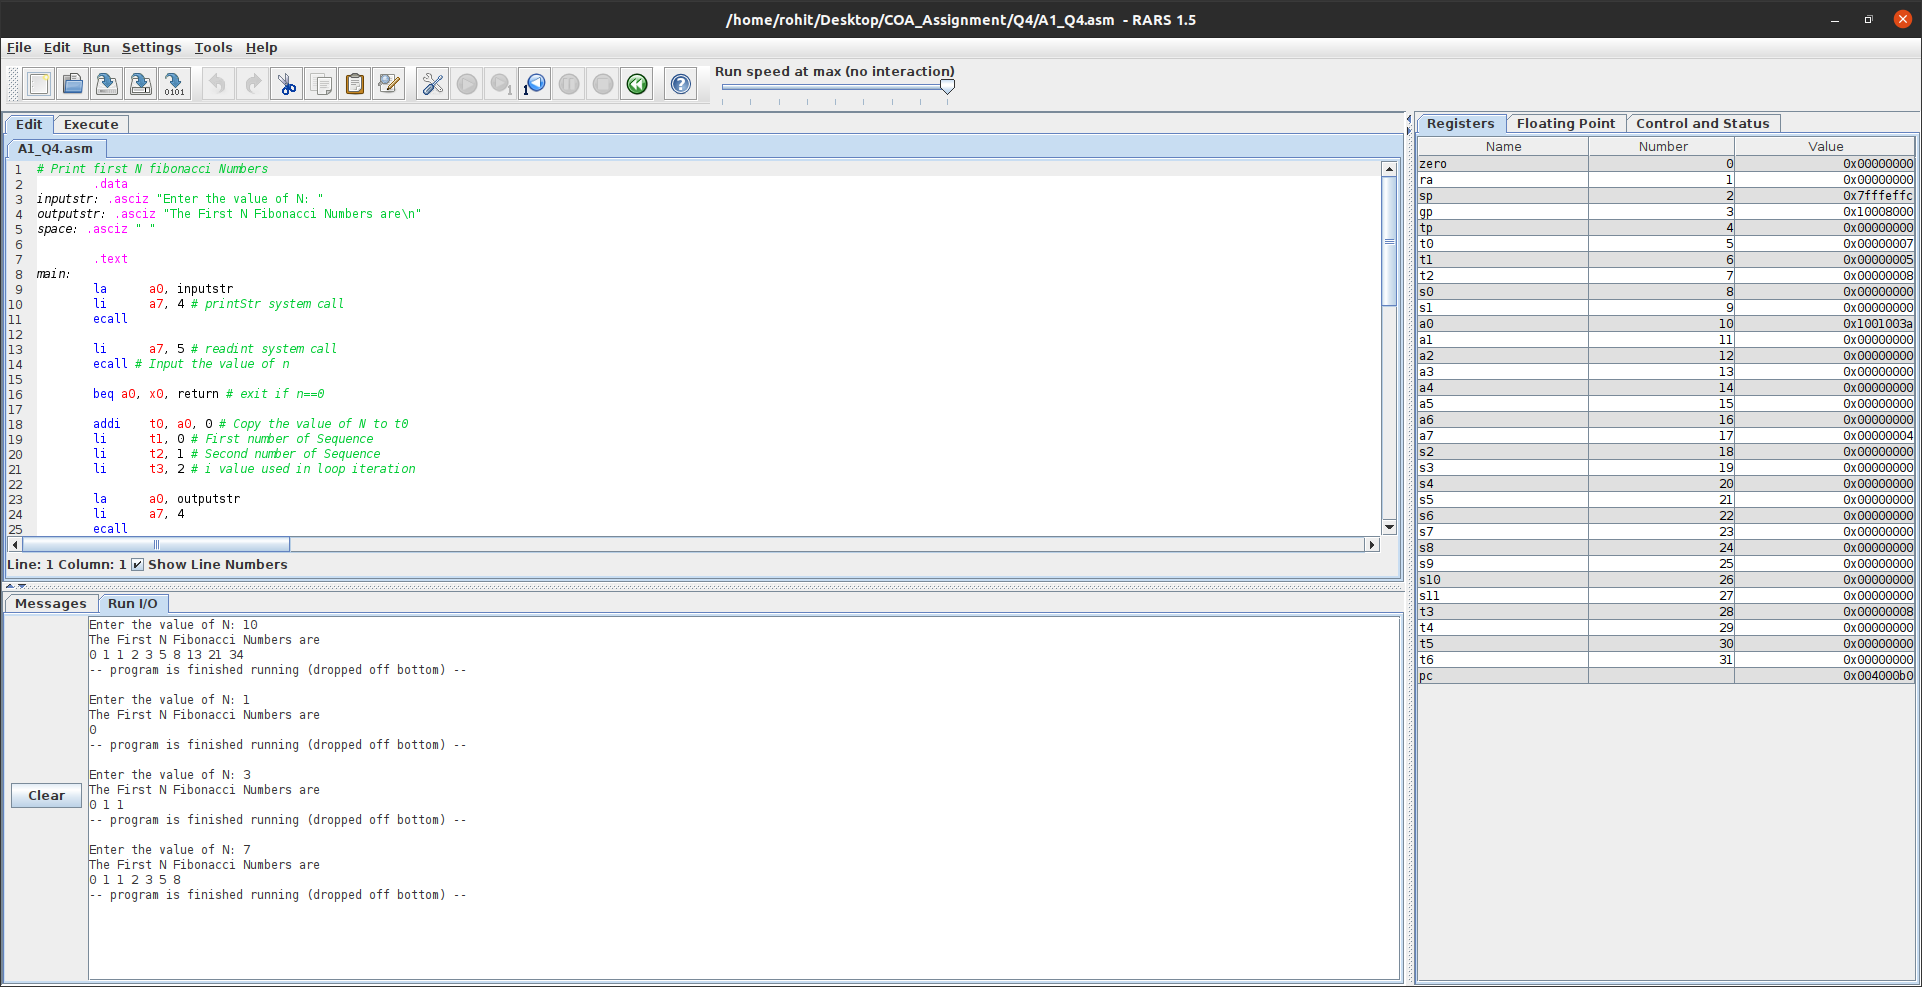 /home/rohit/Desktop/COA_Assignment/Q4/A1_Q4.asm - RARS 1.5
File Edit Run Settings Tools Help
0101
1
1
Run speed at max (no interaction)
Edit Execute
A1_Q4.asm
1 # Print first N fibonacci Numbers
2 .data
3 inputstr: .asciz "Enter the value of N: "
4 outputstr: .asciz "The First N Fibonacci Numbers are\n"
5 space: .asciz " "
6
7 .text
8 main:
9 la a0, inputstr
10 li a7, 4 # printStr system call
11 ecall
12
13 li a7, 5 # readint system call
14 ecall # Input the value of n
15
16 beq a0, x0, return # exit if n==0
17
18 addi t0, a0, 0 # Copy the value of N to t0
19 li t1, 0 # First number of Sequence
20 li t2, 1 # Second number of Sequence
21 li t3, 2 # i value used in loop iteration
22
23 la a0, outputstr
24 li a7, 4
25 ecall
Line: 1 Column: 1 Show Line Numbers
Messages Run I/O
Clear
Enter the value of N: 10
The First N Fibonacci Numbers are
0 1 1 2 3 5 8 13 21 34
-- program is finished running (dropped off bottom) --
Enter the value of N: 1
The First N Fibonacci Numbers are
0
-- program is finished running (dropped off bottom) --
Enter the value of N: 3
The First N Fibonacci Numbers are
0 1 1
-- program is finished running (dropped off bottom) --
Enter the value of N: 7
The First N Fibonacci Numbers are
0 1 1 2 3 5 8
-- program is finished running (dropped off bottom) --
Registers Floating Point Control and Status
Name Number Value
zero 0 0x00000000
ra 1 0x00000000
sp 2 0x7fffeffc
gp 3 0x10008000
tp 4 0x00000000
t0 5 0x00000007
t1 6 0x00000005
t2 7 0x00000008
s0 8 0x00000000
s1 9 0x00000000
a0 10 0x1001003a
a1 11 0x00000000
a2 12 0x00000000
a3 13 0x00000000
a4 14 0x00000000
a5 15 0x00000000
a6 16 0x00000000
a7 17 0x00000004
s2 18 0x00000000
s3 19 0x00000000
s4 20 0x00000000
s5 21 0x00000000
s6 22 0x00000000
s7 23 0x00000000
s8 24 0x00000000
s9 25 0x00000000
s10 26 0x00000000
s11 27 0x00000000
t3 28 0x00000008
t4 29 0x00000000
t5 30 0x00000000
t6 31 0x00000000
pc 0x004000b0